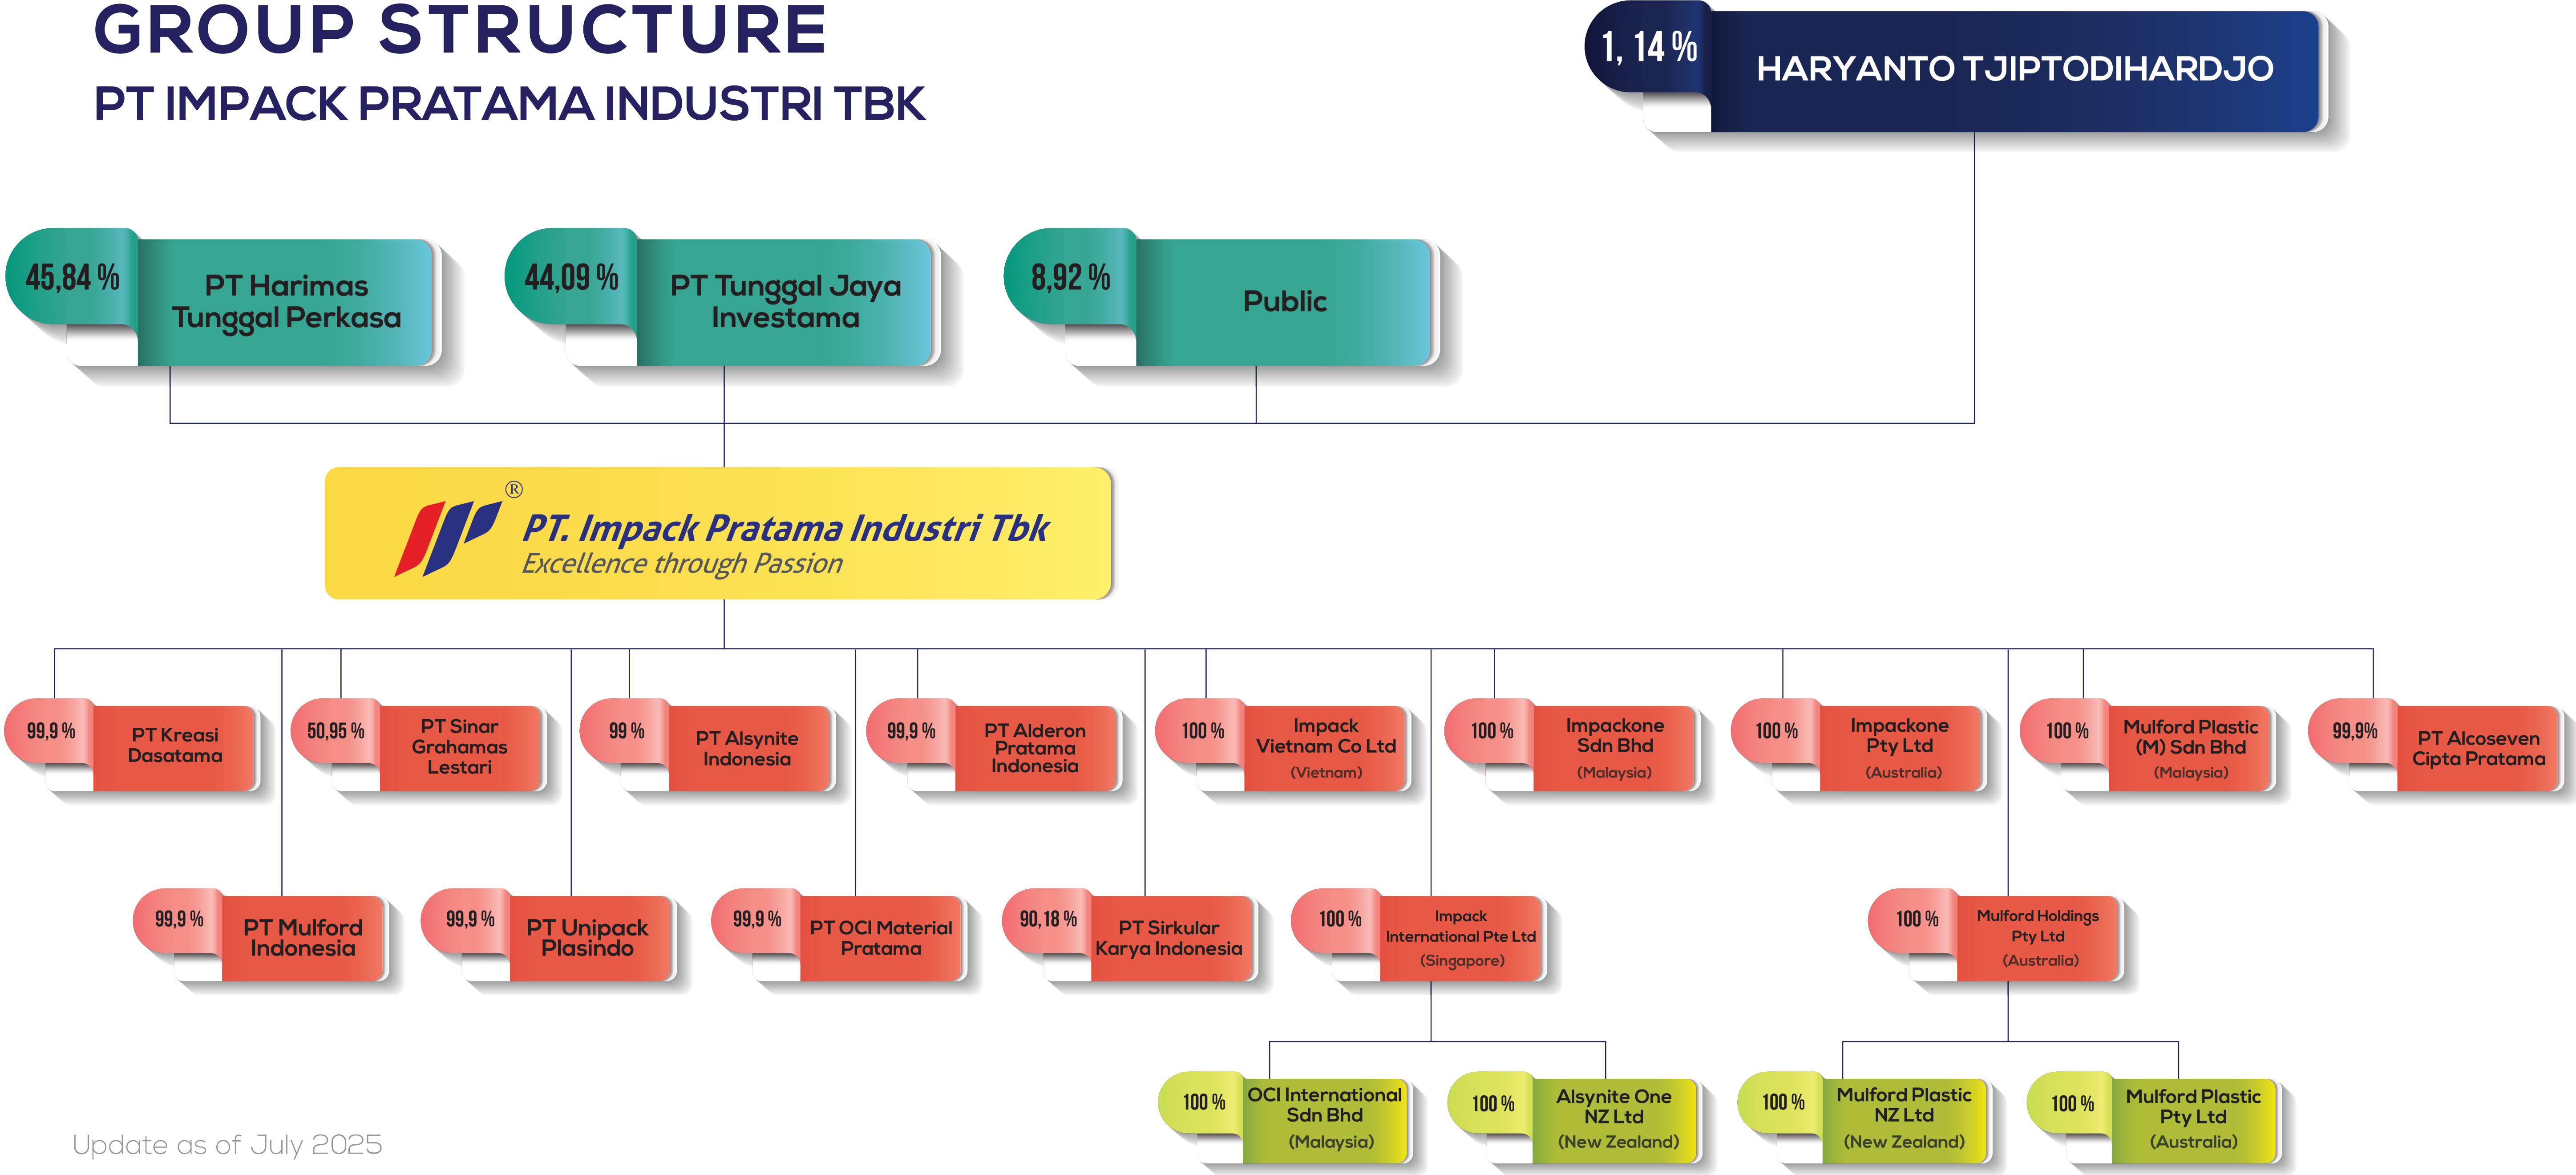 GROUP STRUCTURE
PT IMPACK PRATAMA INDUSTRI TBK
1, 14 %
HARYANTO TJIPTODIHARDJO
45,84 %
PT Harimas
Tunggal Perkasa
44,09 %
PT Tunggal Jaya
Investama
8,92 %
Public
®
PT. Impack Pratama Industri Tbk
Excellence through Passion
99,9 %
PT Kreasi
Dasatama
50,95 %
PT Sinar
Grahamas
Lestari
99 %
PT Alsynite
Indonesia
99,9 %
PT Alderon
Pratama
Indonesia
100 %
Impack
Vietnam Co Ltd
(Vietnam)
100 %
Impackone
Sdn Bhd
(Malaysia)
100 %
Impackone
Pty Ltd
(Australia)
100 %
Mulford Plastic
(M) Sdn Bhd
(Malaysia)
99,9%
PT Alcoseven
Cipta Pratama
99,9 %
PT Mulford
Indonesia
99,9 %
PT Unipack
Plasindo
99,9 %
PT OCI Material
Pratama
90,18 %
PT Sirkular
Karya Indonesia
100 %
Impack
International Pte Ltd
(Singapore)
100 %
Mulford Holdings
Pty Ltd
(Australia)
100 %
OCI International
Sdn Bhd
(Malaysia)
100 %
Alsynite One
NZ Ltd
(New Zealand)
100 %
Mulford Plastic
NZ Ltd
(New Zealand)
100 %
Mulford Plastic
Pty Ltd
(Australia)
Update as of July 2025